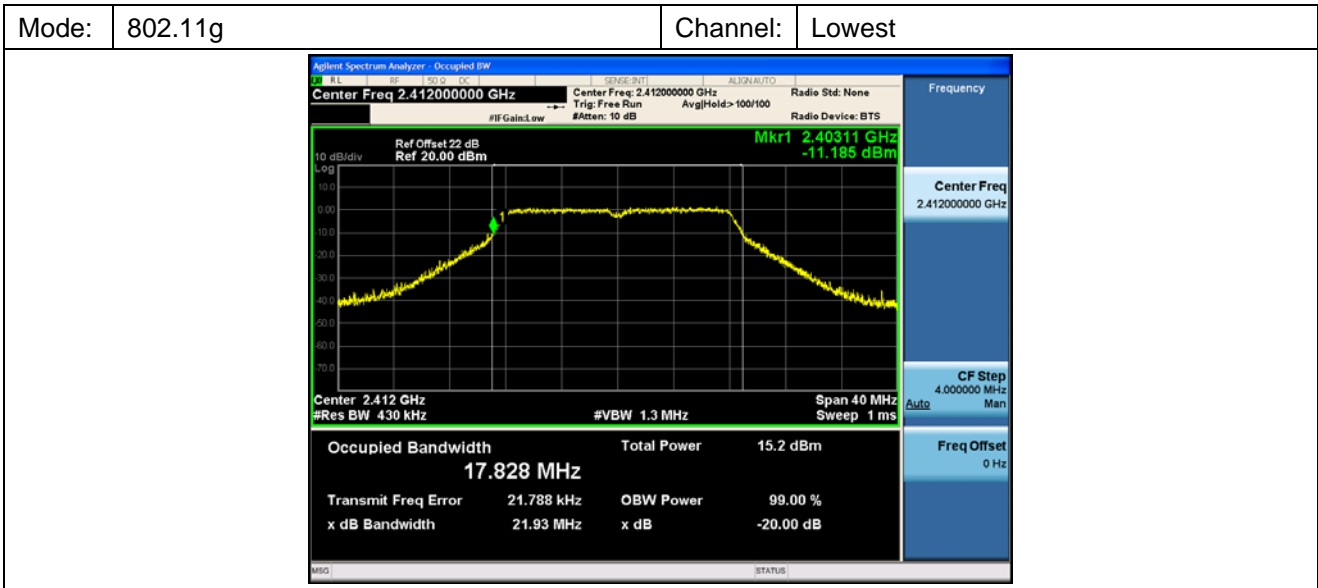 Mode: 802.11g Channel: Lowest
Agilent Spectrum Analyzer - Occupied BW
RL RF 50 Ω DC SENSE:INT ALIGN AUTO
Center Freq 2.412000000 GHz
Center Freq: 2.412000000 GHz Radio Std: None
Trig: Free Run Avg|Hold:>100/100
#IFGain:Low #Atten: 10 dB Radio Device: BTS
Frequency
Mkr1 2.40311 GHz
-11.185 dBm
Ref Offset 22 dB
10 dB/div Ref 20.00 dBm
Log
10.0
0.00
-10.0
-20.0
-30.0
-40.0
-50.0
-60.0
-70.0
1
Center 2.412 GHz Span 40 MHz
#Res BW 430 kHz #VBW 1.3 MHz Sweep 1 ms
Occupied Bandwidth Total Power 15.2 dBm
17.828 MHz
Transmit Freq Error 21.788 kHz OBW Power 99.00 %
x dB Bandwidth 21.93 MHz x dB -20.00 dB
Center Freq
2.412000000 GHz
CF Step
4.000000 MHz
Auto Man
Freq Offset
0 Hz
MSG STATUS